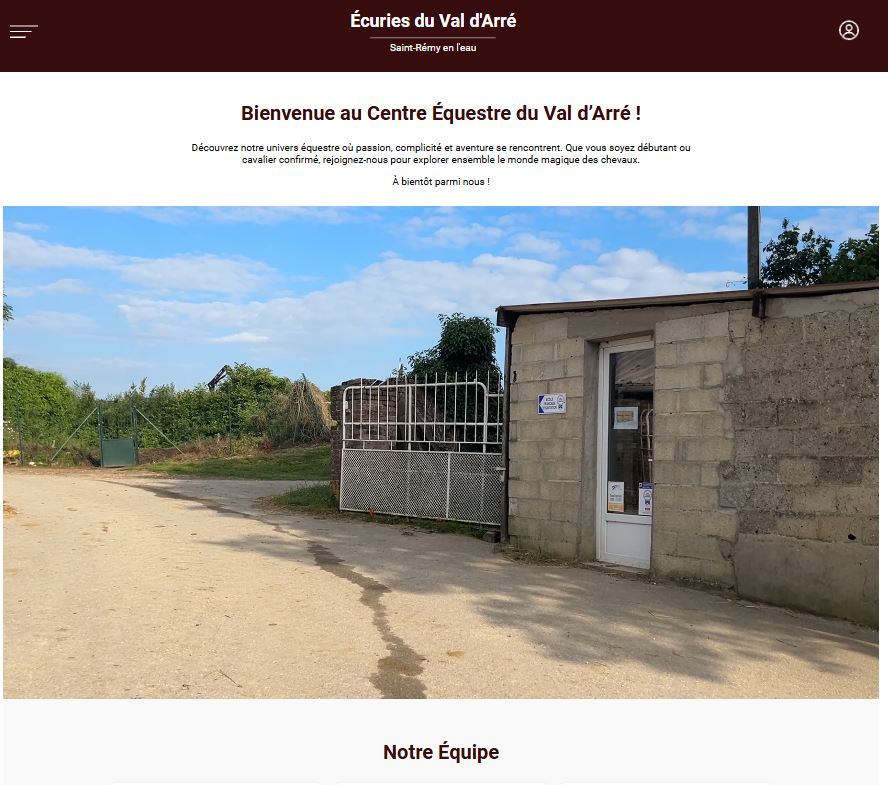 Écuries du Val d'Arré
Saint-Rémy en l'eau
Bienvenue au Centre Équestre du Val d’Arré !
Découvrez notre univers équestre où passion, complicité et aventure se rencontrent. Que vous soyez débutant ou
cavalier confirmé, rejoignez-nous pour explorer ensemble le monde magique des chevaux.
À bientôt parmi nous !
Notre Équipe